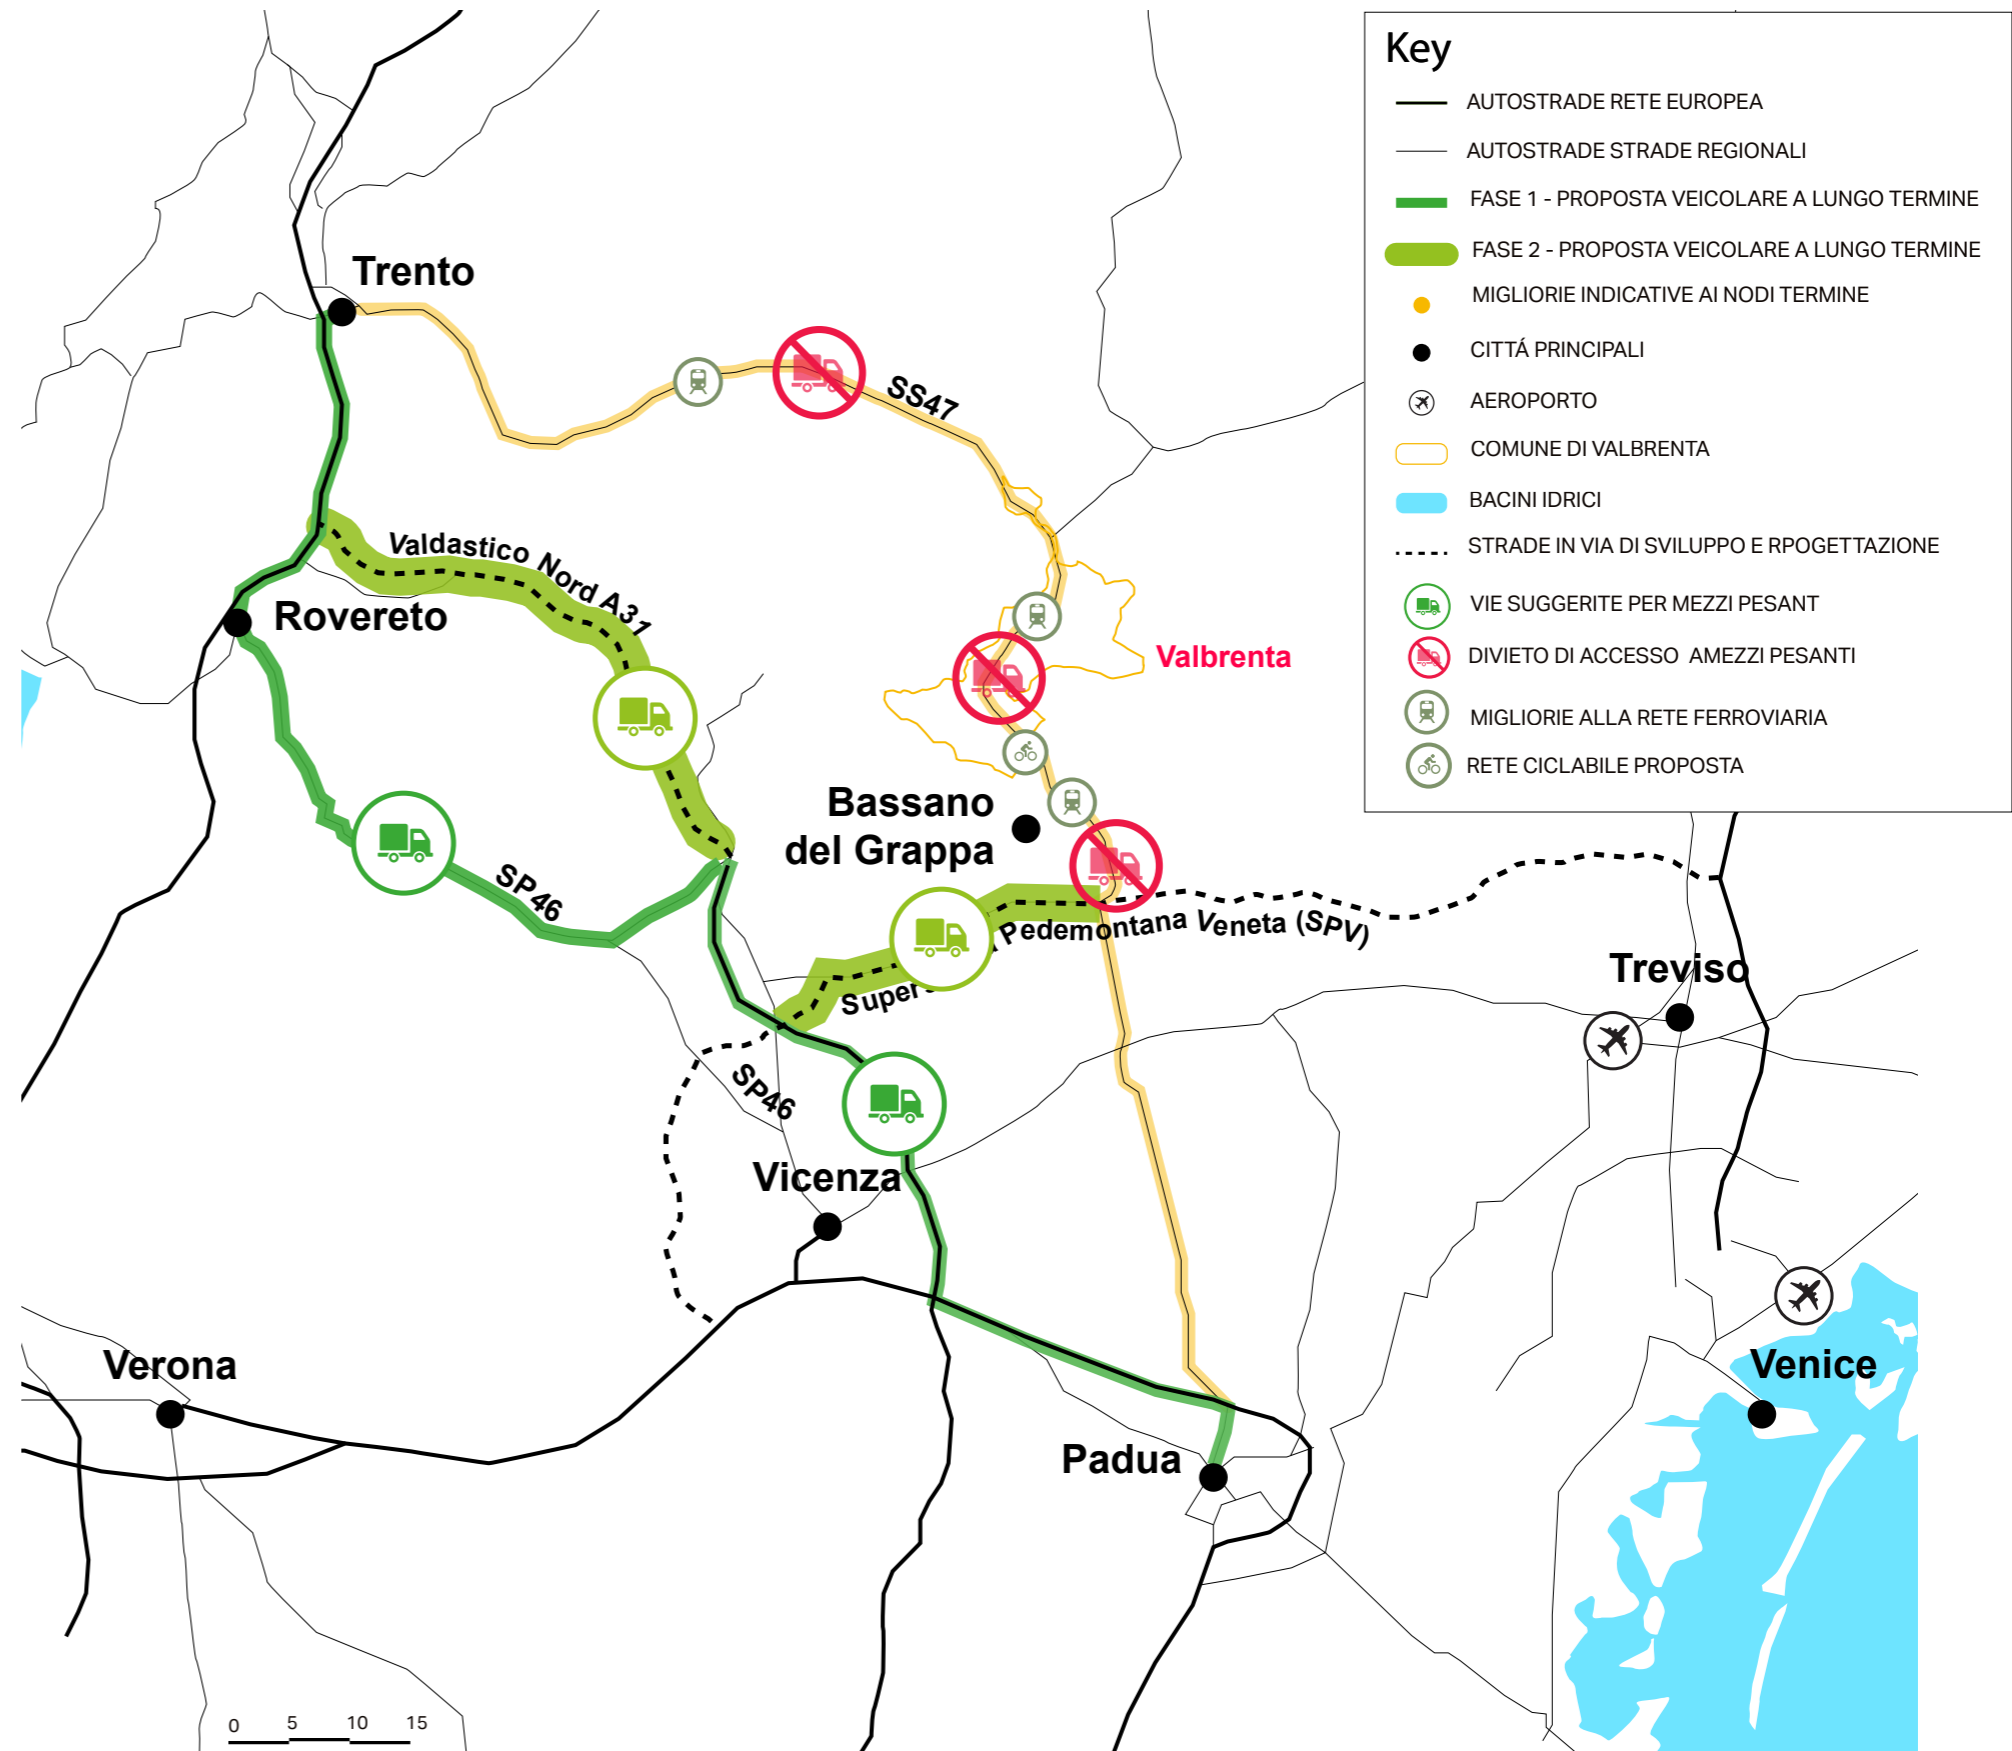 Key
AUTOSTRADE RETE EUROPEA
AUTOSTRADE STRADE REGIONALI
FASE 1 - PROPOSTA VEICOLARE A LUNGO TERMINE
FASE 2 - PROPOSTA VEICOLARE A LUNGO TERMINE
MIGLIORIE INDICATIVE AI NODI TERMINE
CITTÁ PRINCIPALI
AEROPORTO
COMUNE DI VALBRENTA
BACINI IDRICI
STRADE IN VIA DI SVILUPPO E RPOGETTAZIONE
VIE SUGGERITE PER MEZZI PESANT
DIVIETO DI ACCESSO AMEZZI PESANTI
MIGLIORIE ALLA RETE FERROVIARIA
RETE CICLABILE PROPOSTA
Trento
SS47
Valdastico Nord A31
Rovereto
Valbrenta
Bassano
del Grappa
SP46
Pedemontana Veneta (SPV)
Super
Treviso
SP46
Vicenza
Verona
Venice
Padua
0 5 10 15